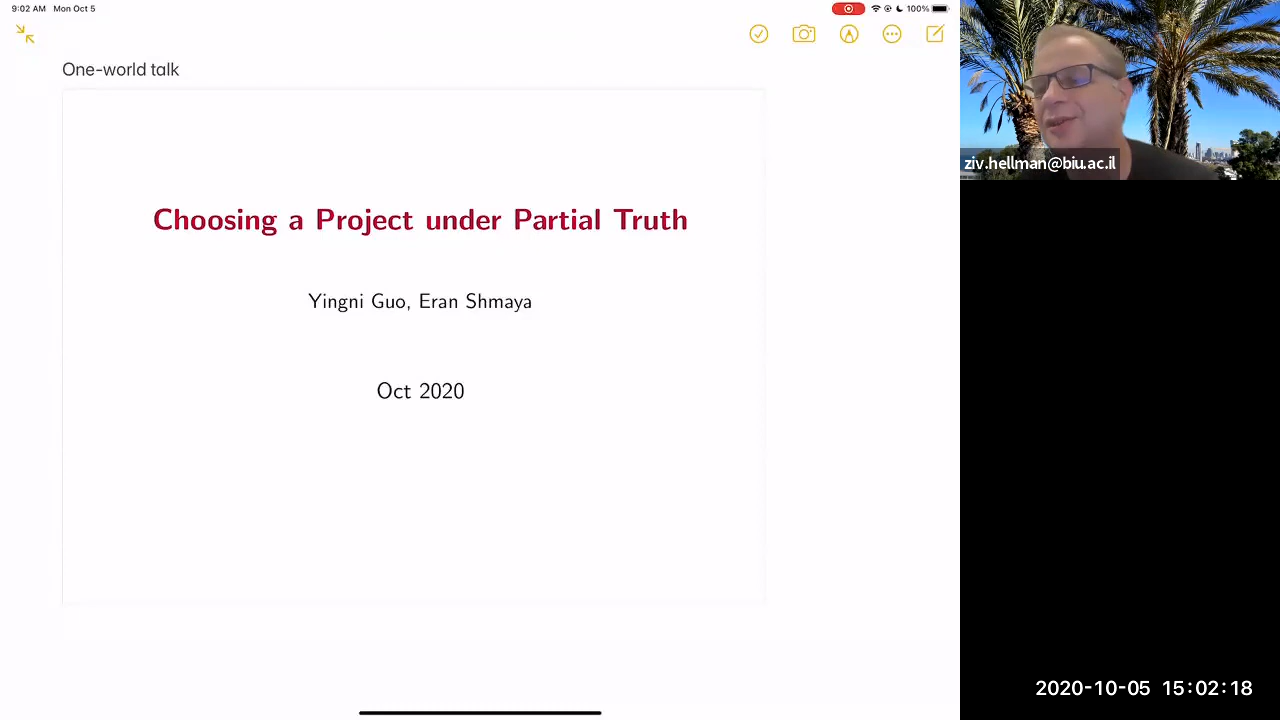 9:02 AM Mon Oct 5
100%
One-world talk
Choosing a Project under Partial Truth
Yingni Guo, Eran Shmaya
Oct 2020
ziv.hellman@biu.ac.il
2020-10-05 15:02:18